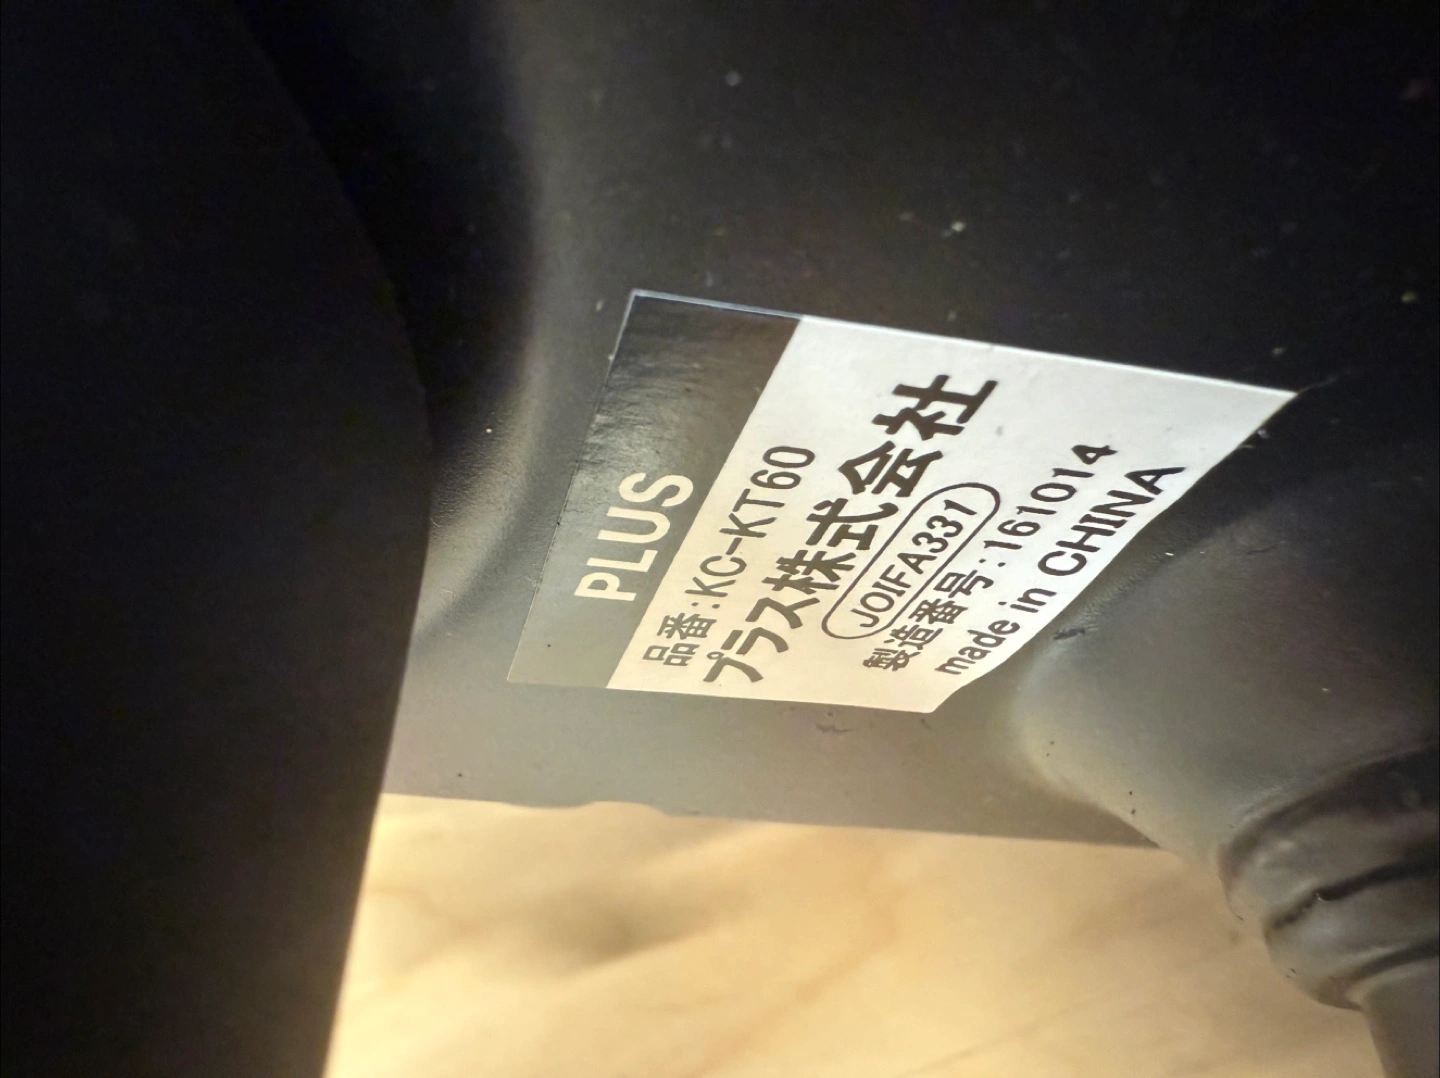 PLUS
品番:KC-KT60
プラス株式会社
JOIFA331
製造番号:161014
made in CHINA